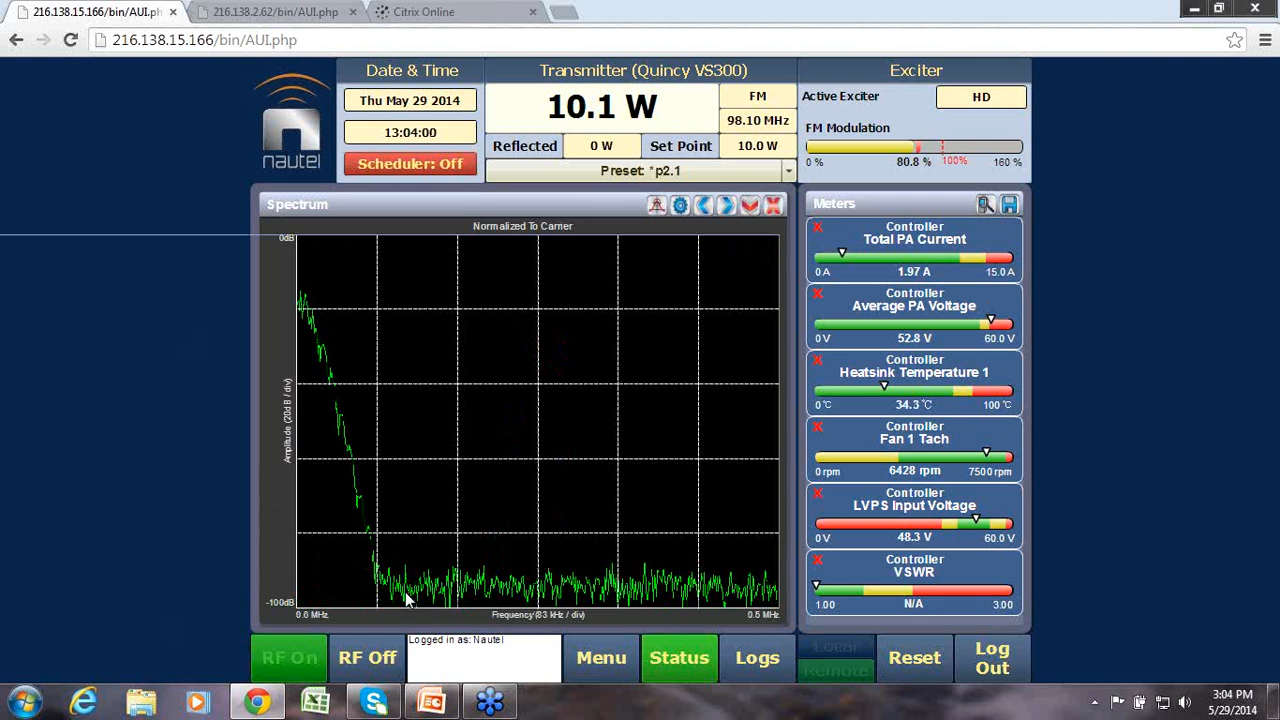 216.138.15.166/bin/AUI.ph
216.138.2.62/bin/AUI.php
Citrix Online
216.138.15.166/bin/AUI.php
nautel
Date & Time
Thu May 29 2014
13:04:00
Scheduler: Off
Transmitter (Quincy VS300)
10.1 W
FM
98.10 MHz
Reflected
0 W
Set Point
10.0 W
Preset: *p2.1
Exciter
Active Exciter
HD
FM Modulation
0 %
80.8 %
100%
160 %
Spectrum
Normalized To Carrier
0dB
Amplitude (20dB / div)
-100dB
0.0 MHz
Frequency(83 kHz / div)
0.5 MHz
Meters
Controller
Total PA Current
0 A
1.97 A
15.0 A
Controller
Average PA Voltage
0 V
52.8 V
60.0 V
Controller
Heatsink Temperature 1
0 °C
34.3 °C
100 °C
Controller
Fan 1 Tach
0 rpm
6428 rpm
7500 rpm
Controller
LVPS Input Voltage
0 V
48.3 V
60.0 V
Controller
VSWR
1.00
N/A
3.00
RF On
RF Off
Logged in as: Nautel
Menu
Status
Logs
Local
Remote
Reset
Log
Out
3:04 PM
5/29/2014